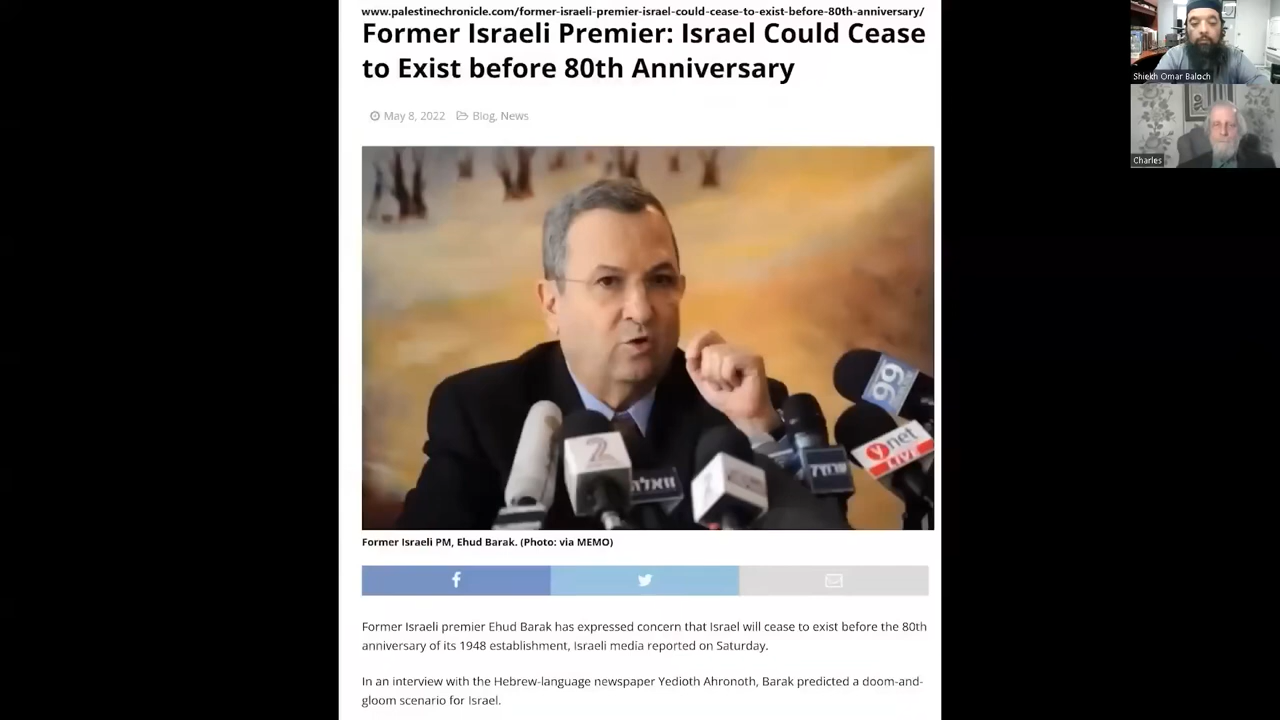 www.palestinechronicle.com/former-israeli-premier-israel-could-cease-to-exist-before-80th-anniversary/
Former Israeli Premier: Israel Could Cease
to Exist before 80th Anniversary
May 8, 2022 Blog, News
2
וואלה
ערוץ7
99
ynet
LIVE
Former Israeli PM, Ehud Barak. (Photo: via MEMO)
Former Israeli premier Ehud Barak has expressed concern that Israel will cease to exist before the 80th
anniversary of its 1948 establishment, Israeli media reported on Saturday.
In an interview with the Hebrew-language newspaper Yedioth Ahronoth, Barak predicted a doom-and-
gloom scenario for Israel.
Shiekh Omar Baloch
Charles